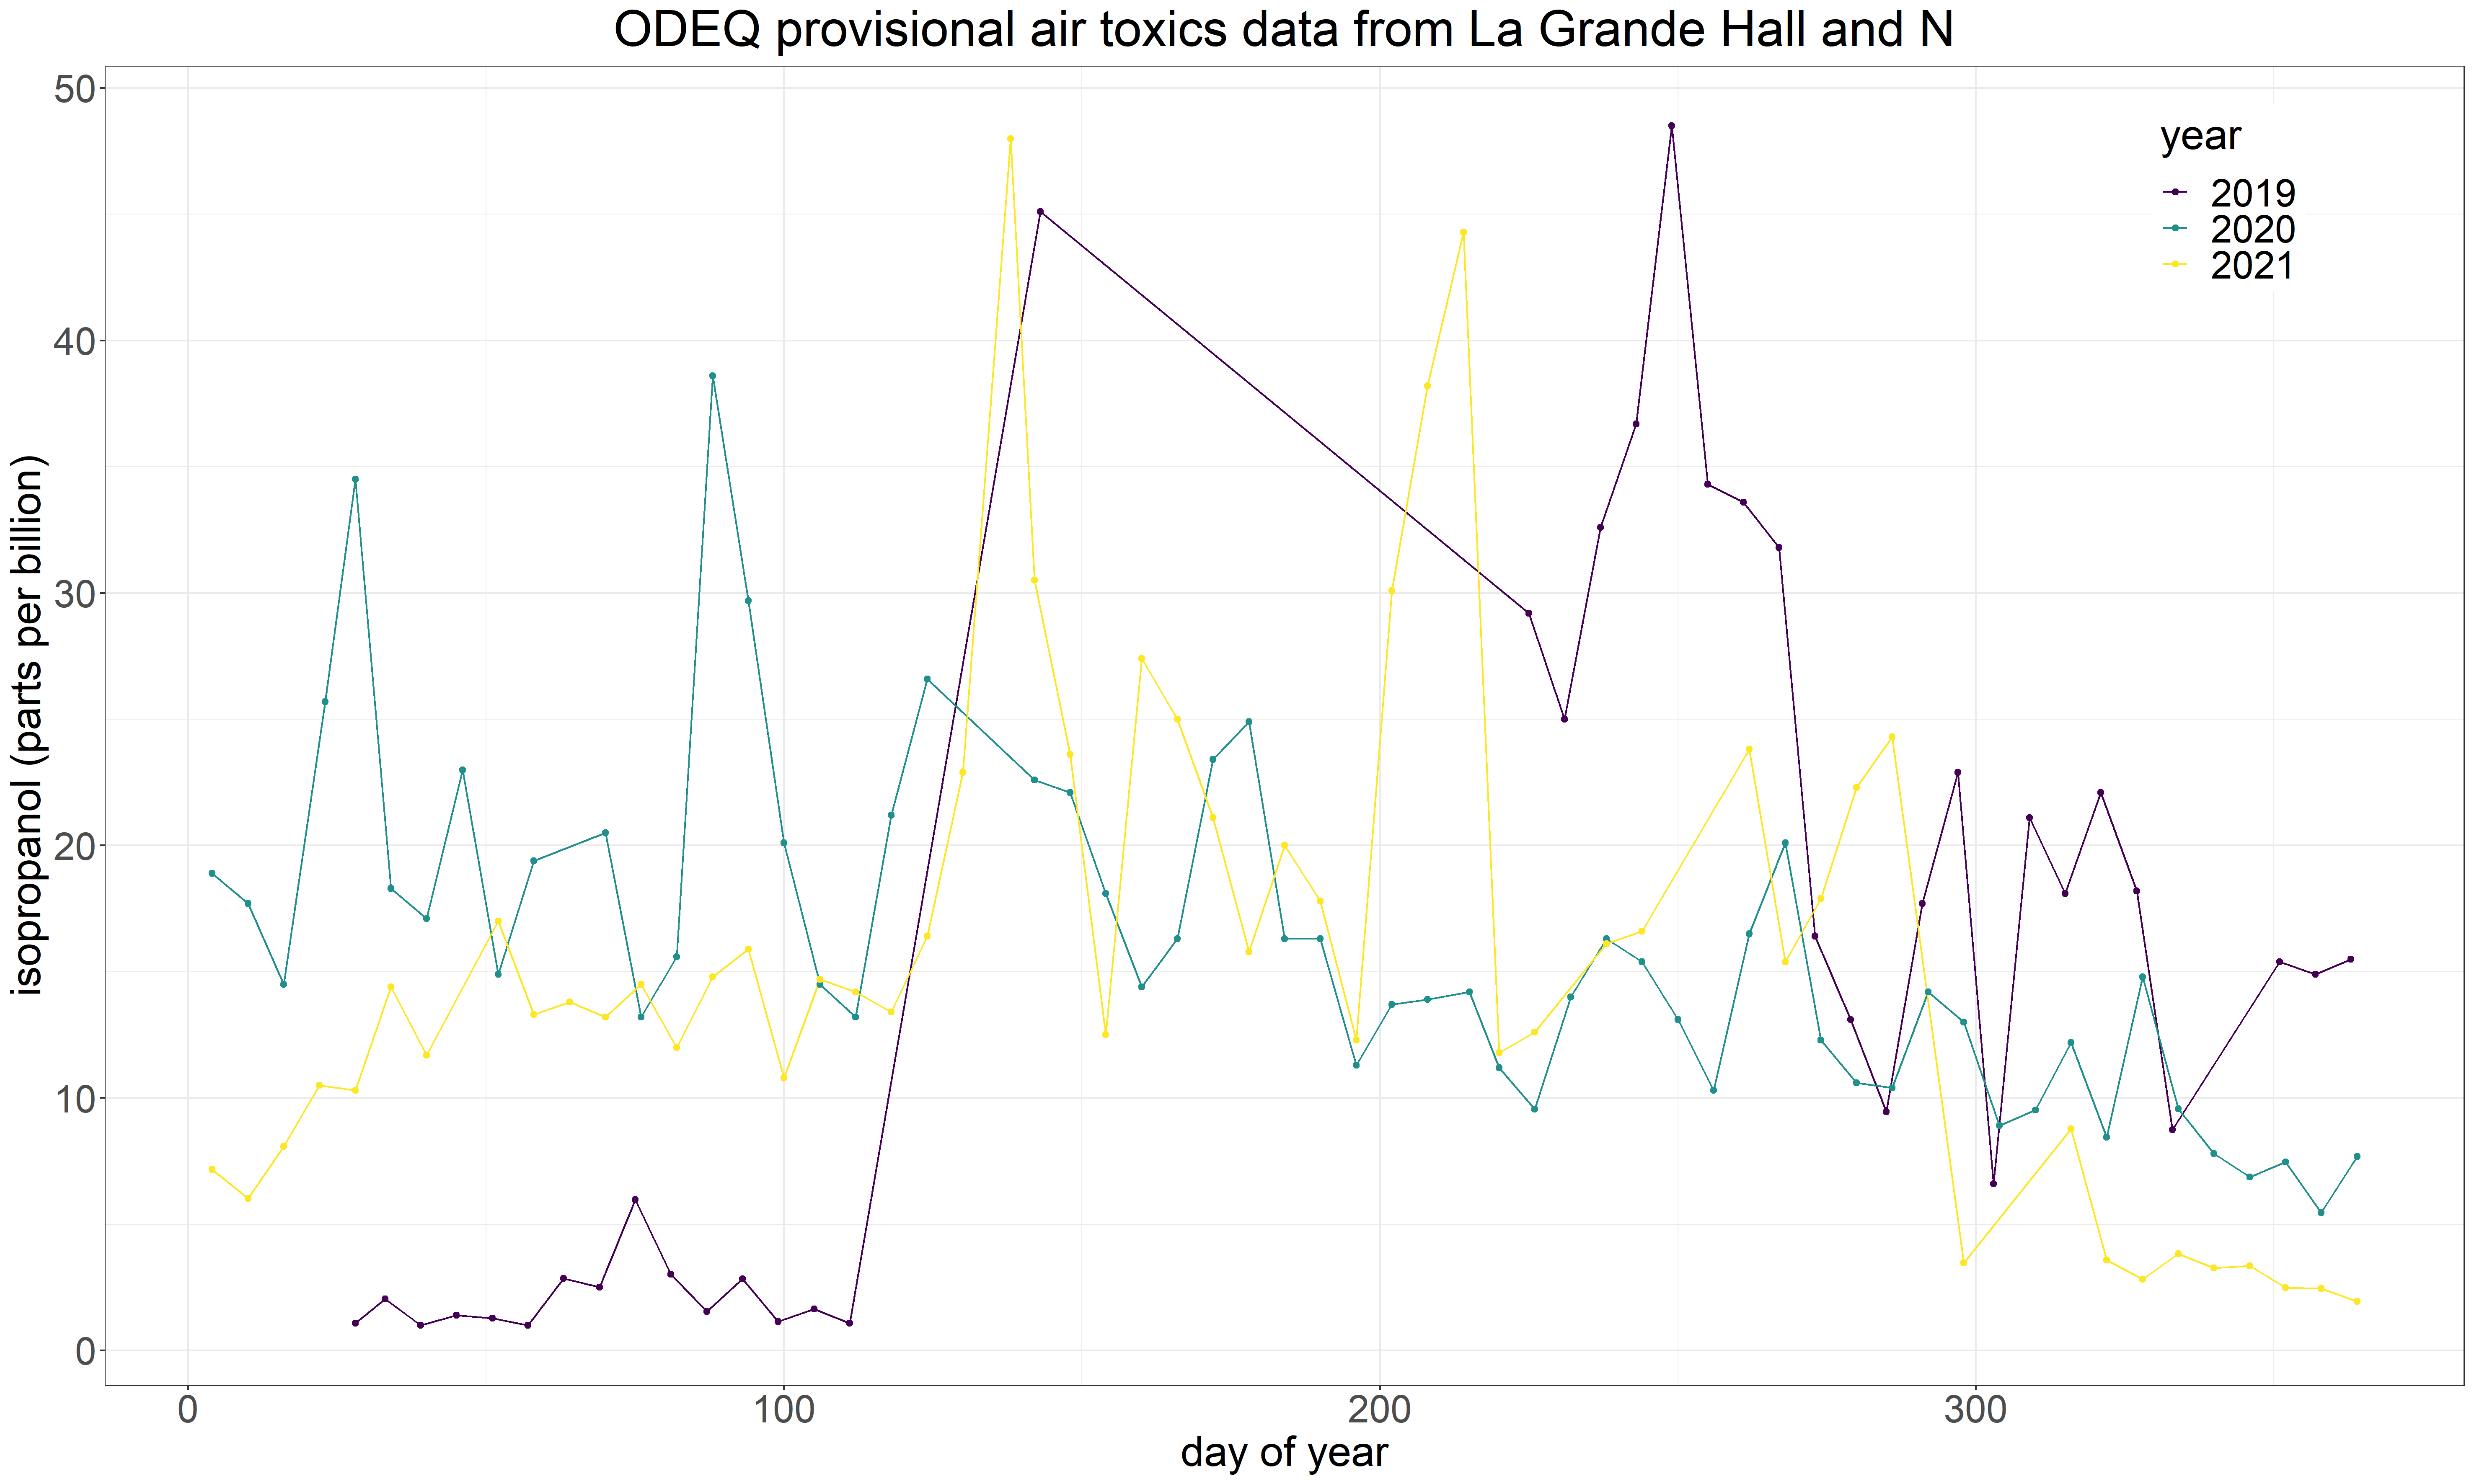 ODEQ provisional air toxics data from La Grande Hall and N
50
40
30
20
10
0
isopropanol (parts per billion)
year
2019
2020
2021
0 100 200 300
day of year